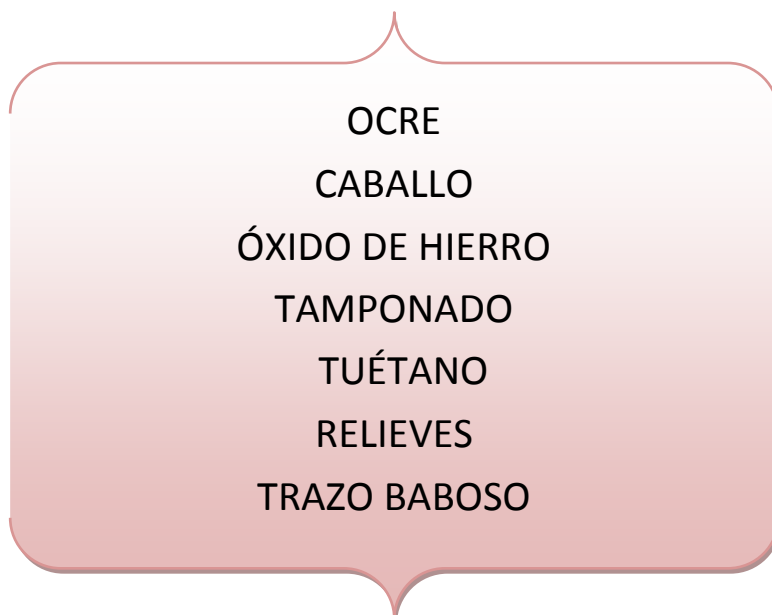 OCRE
CABALLO
ÓXIDO DE HIERRO
TAMPONADO
TUÉTANO
RELIEVES
TRAZO BABOSO